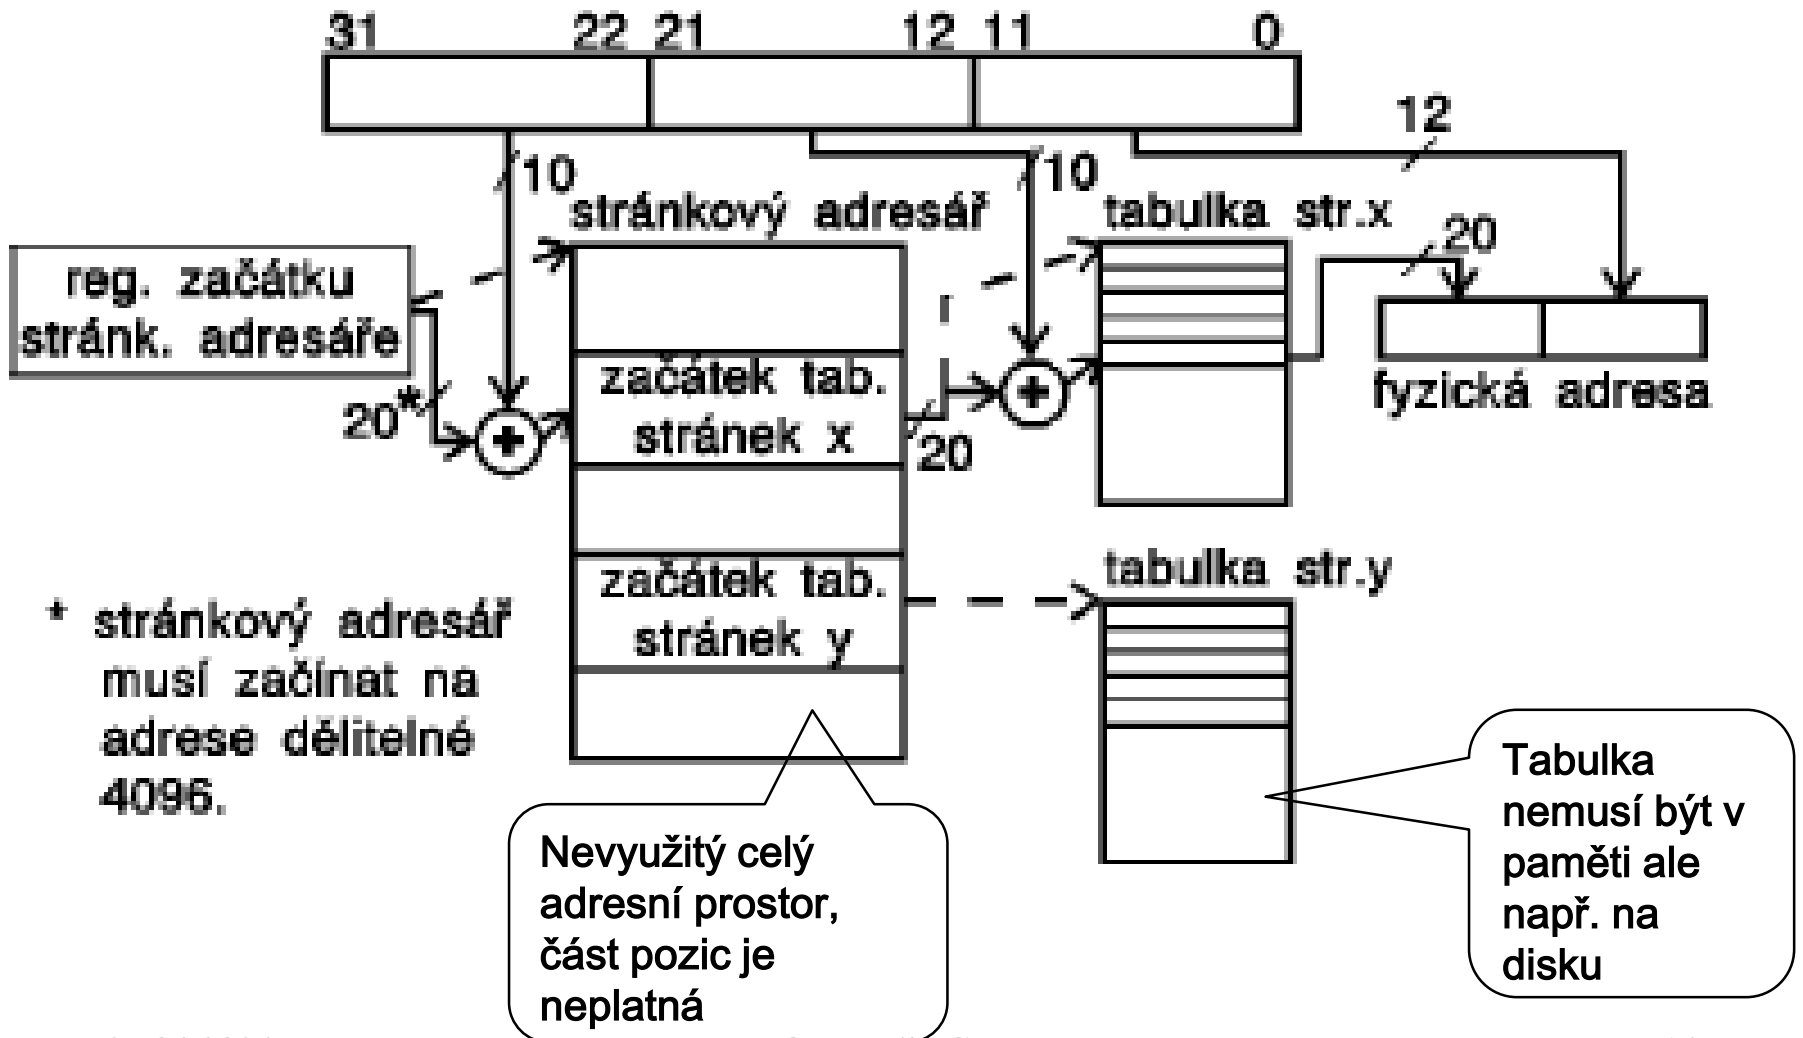 31 22 21 12 11 0
12
10
10
stránkový adresář
tabulka str.x
20
reg. začátku
stránk. adresáře
20*
+
začátek tab.
stránek x
20
+
fyzická adresa
začátek tab.
stránek y
tabulka str.y
* stránkový adresář
musí začínat na
adrese dělitelné
4096.
Nevyužitý celý
adresní prostor,
část pozic je
neplatná
Tabulka
nemusí být v
paměti ale
např. na
disku